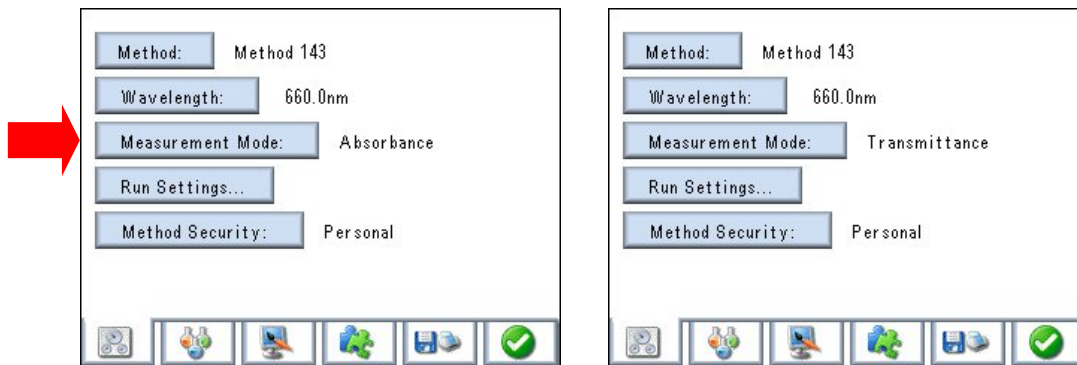 Method: Method 143
Wavelength: 660.0nm
Measurement Mode: Absorbance
Run Settings...
Method Security: Personal
Method: Method 143
Wavelength: 660.0nm
Measurement Mode: Transmittance
Run Settings...
Method Security: Personal